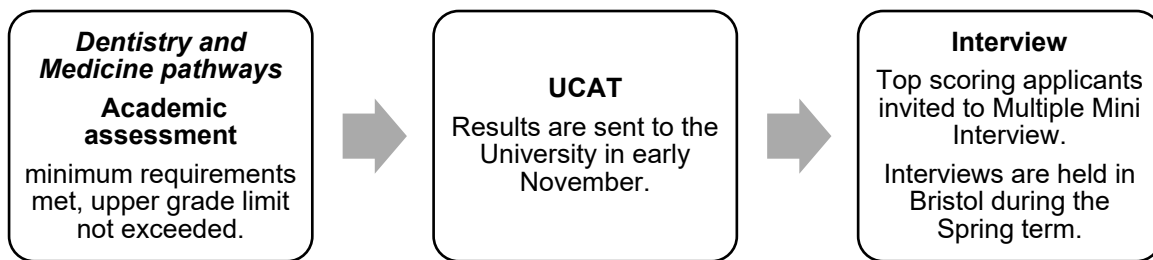 Dentistry and
Medicine pathways
Academic
assessment
minimum requirements
met, upper grade limit
not exceeded.
UCAT
Results are sent to the
University in early
November.
Interview
Top scoring applicants
invited to Multiple Mini
Interview.
Interviews are held in
Bristol during the
Spring term.